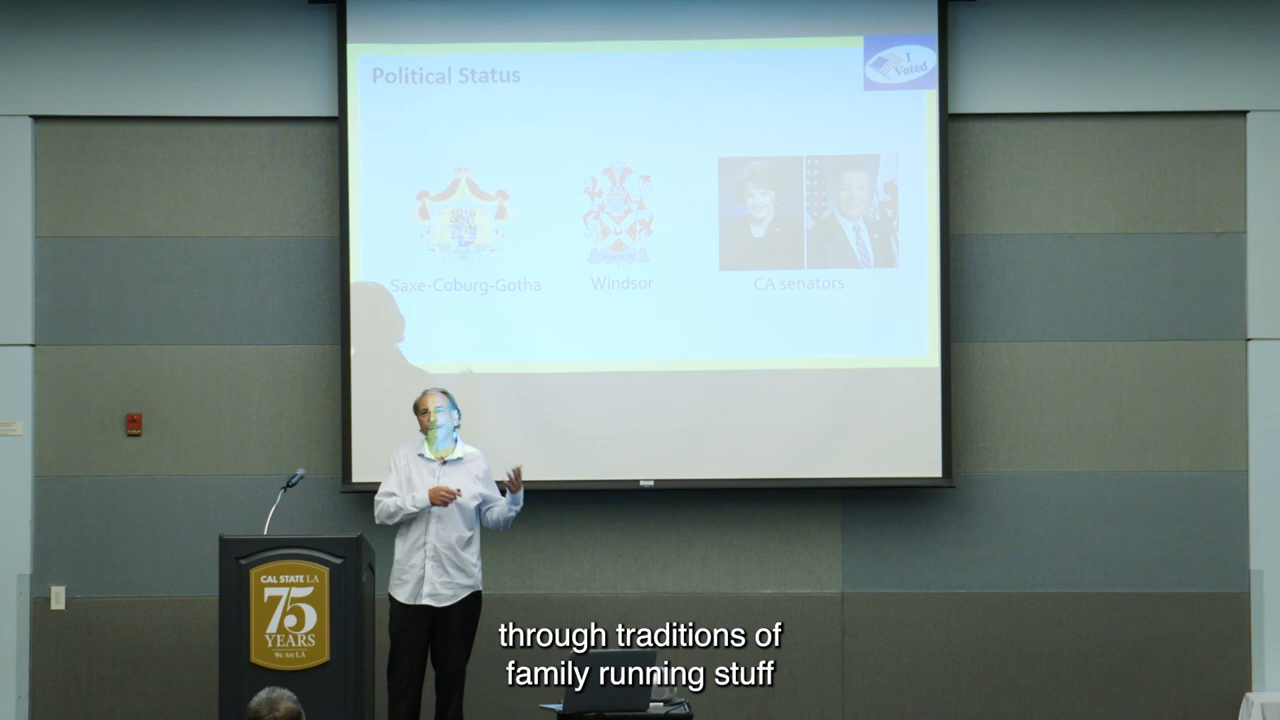 Political Status
I
Voted
Saxe-Coburg-Gotha
Windsor
CA senators
CAL STATE LA
75
YEARS
We Are LA
through traditions of
family running stuff